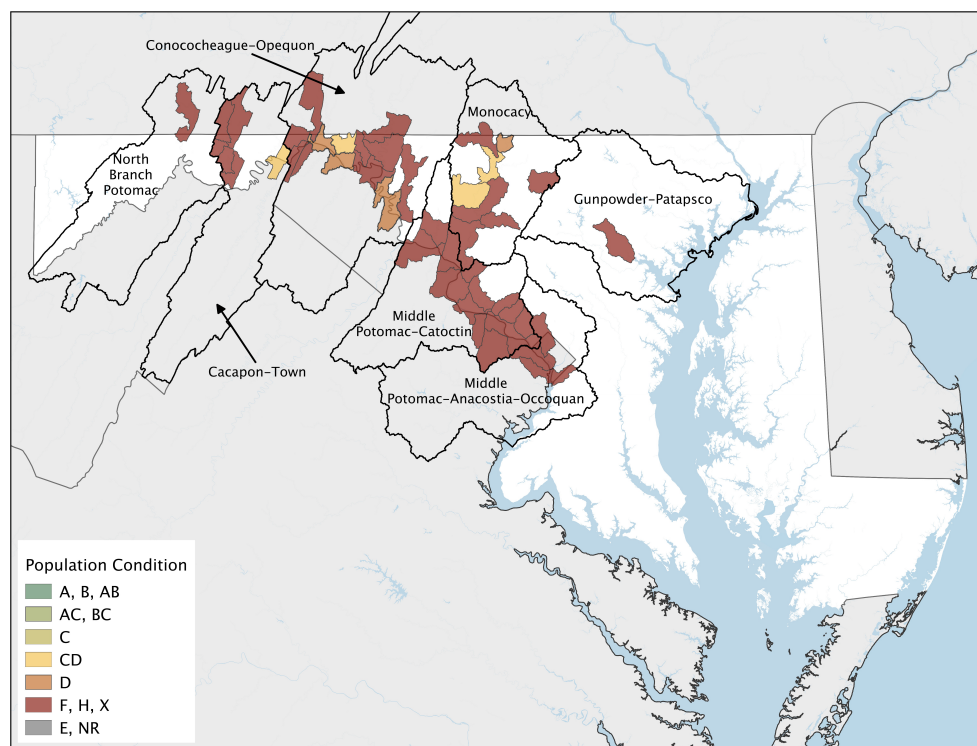 Conococheague-Opequon
Monocacy
North
Branch
Potomac
Gunpowder-Patapsco
Middle
Potomac-Catoctin
Cacapon-Town
Middle
Potomac-Anacostia-Occoquan
Population Condition
A, B, AB
AC, BC
C
CD
D
F, H, X
E, NR